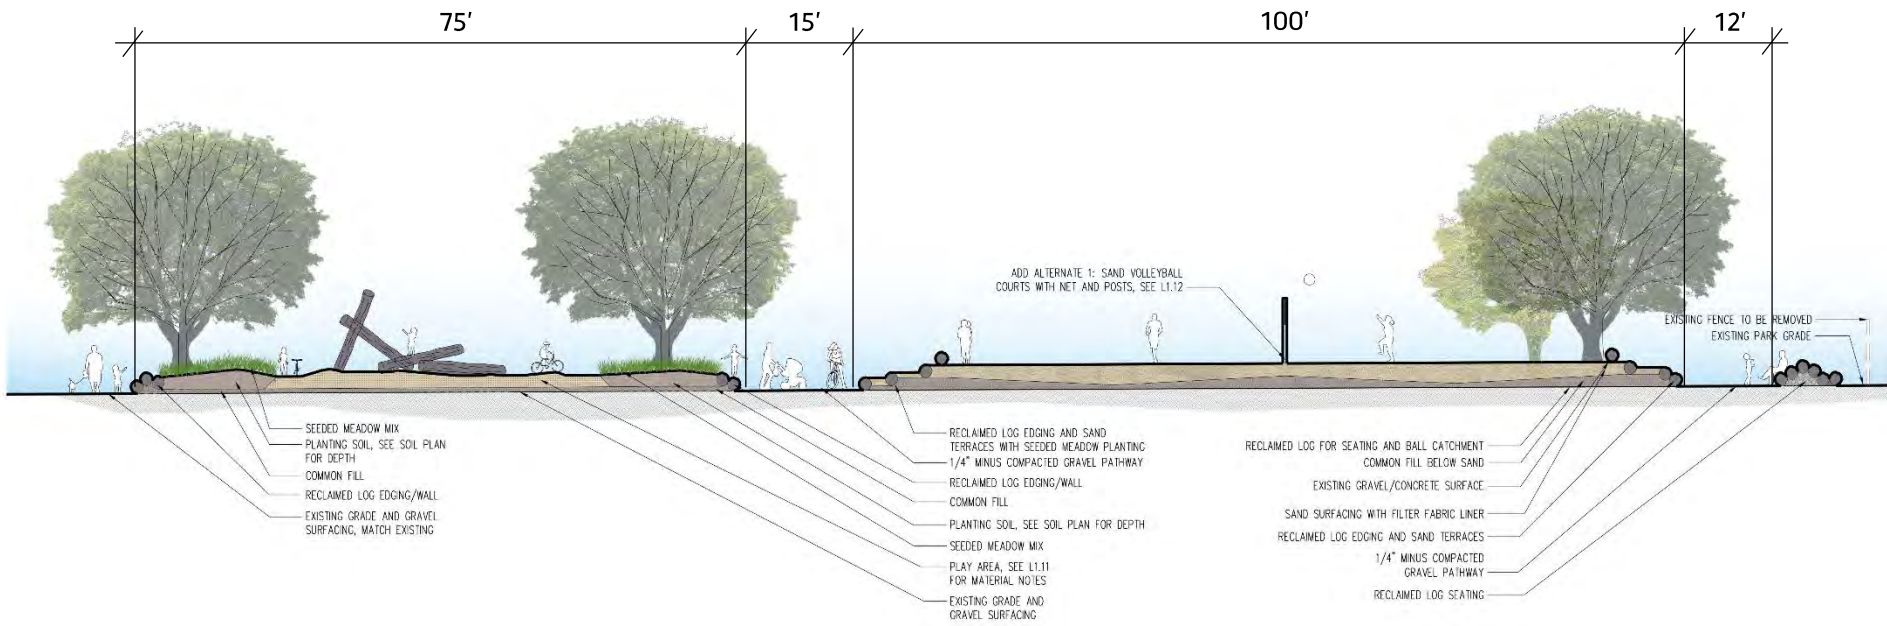 75'
15'
100'
12'
ADD ALTERNATE 1: SAND VOLLEYBALL
COURTS WITH NET AND POSTS, SEE L1.12
EXISTING FENCE TO BE REMOVED
EXISTING PARK GRADE
SEEDED MEADOW MIX
PLANTING SOIL, SEE SOIL PLAN
FOR DEPTH
COMMON FILL
RECLAIMED LOG EDGING/WALL
EXISTING GRADE AND GRAVEL
SURFACING, MATCH EXISTING
RECLAIMED LOG EDGING AND SAND
TERRACES WITH SEEDED MEADOW PLANTING
1/4" MINUS COMPACTED GRAVEL PATHWAY
RECLAIMED LOG EDGING/WALL
COMMON FILL
PLANTING SOIL, SEE SOIL PLAN FOR DEPTH
SEEDED MEADOW MIX
PLAY AREA, SEE L1.11
FOR MATERIAL NOTES
EXISTING GRADE AND
GRAVEL SURFACING
RECLAIMED LOG FOR SEATING AND BALL CATCHMENT
COMMON FILL BELOW SAND
EXISTING GRAVEL/CONCRETE SURFACE
SAND SURFACING WITH FILTER FABRIC LINER
RECLAIMED LOG EDGING AND SAND TERRACES
1/4" MINUS COMPACTED
GRAVEL PATHWAY
RECLAIMED LOG SEATING